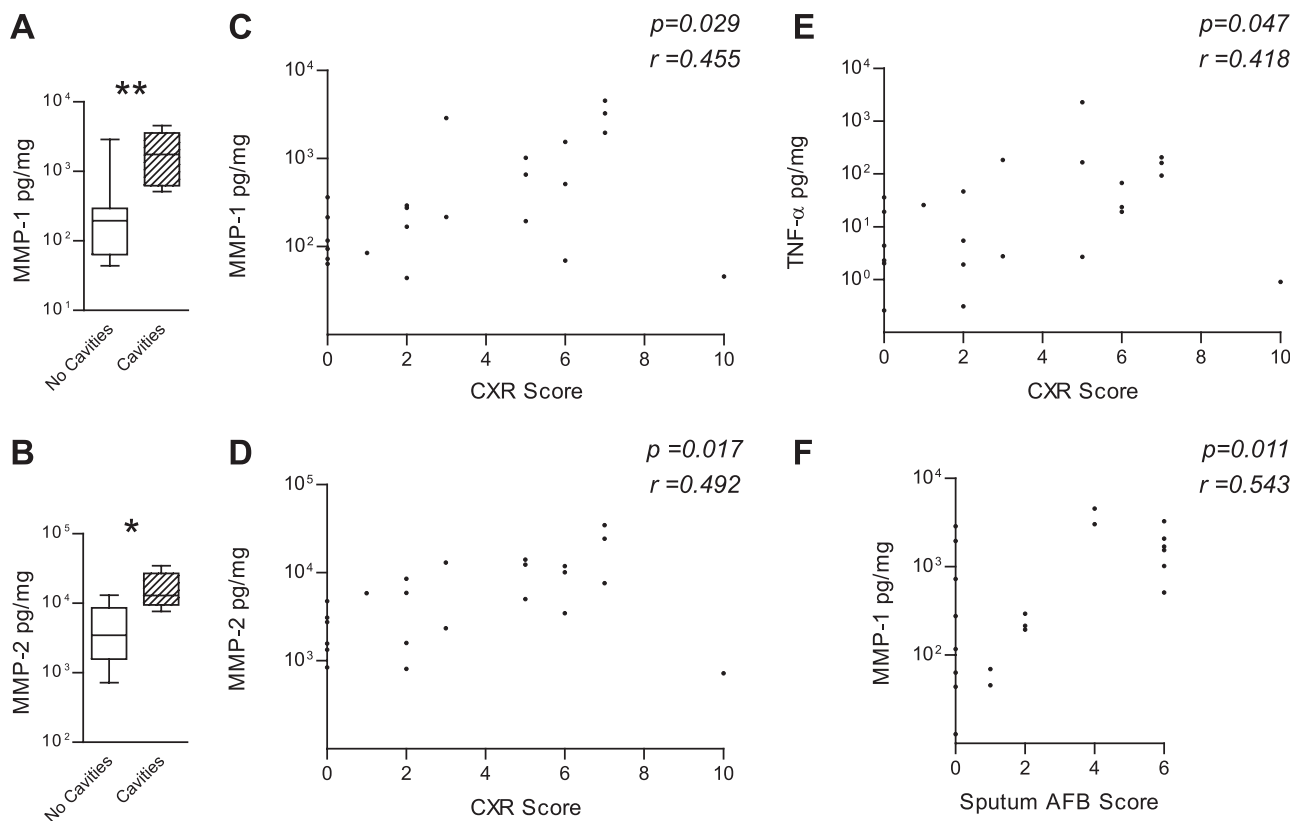 A
**
MMP-1 pg/mg
10⁴
10³
10²
10¹
No Cavities
Cavities
B
*
MMP-2 pg/mg
10⁵
10⁴
10³
10²
No Cavities
Cavities
C
p=0.029
r =0.455
MMP-1 pg/mg
10⁴
10³
10²
0 2 4 6 8 10
CXR Score
D
p =0.017
r =0.492
MMP-2 pg/mg
10⁵
10⁴
10³
0 2 4 6 8 10
CXR Score
E
p=0.047
r =0.418
TNF-α pg/mg
10⁴
10³
10²
10¹
10⁰
0 2 4 6 8 10
CXR Score
F
p=0.011
r =0.543
MMP-1 pg/mg
10⁴
10³
10²
0 2 4 6
Sputum AFB Score